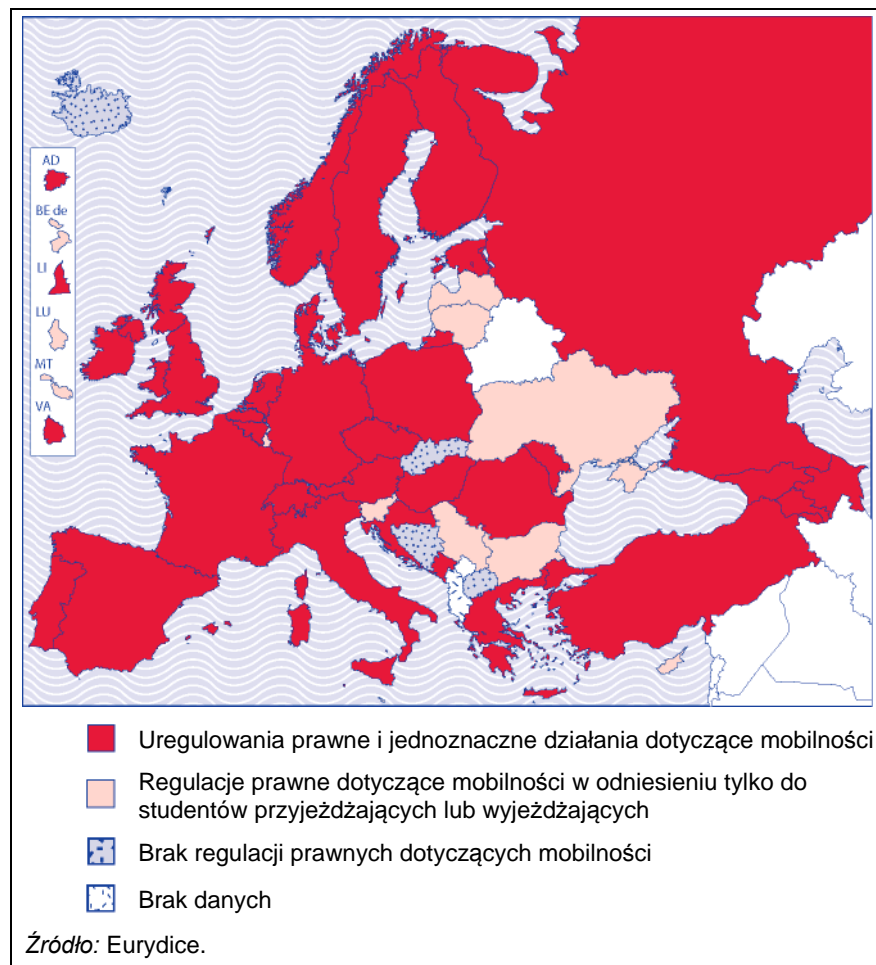 AD
BE de
LI
LU
MT
VA
Uregulowania prawne i jednoznaczne działania dotyczące mobilności
Regulacje prawne dotyczące mobilności w odniesieniu tylko do
studentów przyjeżdżających lub wyjeżdżających
Brak regulacji prawnych dotyczących mobilności
Brak danych
Źródło: Eurydice.